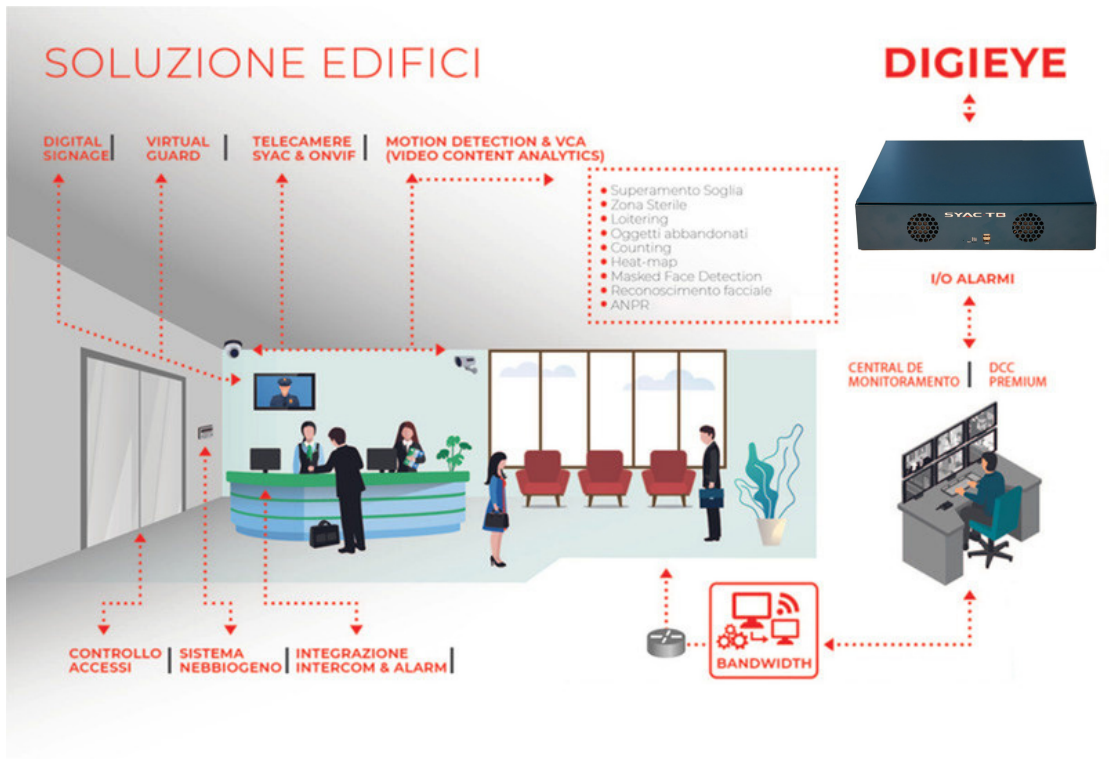 SOLUZIONE EDIFICI
DIGIEYE
DIGITAL
SIGNAGE
VIRTUAL
GUARD
TELECAMERE
SYAC & ONVIF
MOTION DETECTION & VCA
(VIDEO CONTENT ANALYTICS)
Superamento Soglia
Zona Sterile
Loitering
Oggetti abbandonati
Counting
Heat-map
Masked Face Detection
Reconoscimento facciale
ANPR
SYAC TB
I/O ALARMI
CENTRAL DE
MONITORAMENTO
DCC
PREMIUM
CONTROLLO
ACCESSI
SISTEMA
NEBBIOGENO
INTEGRAZIONE
INTERCOM & ALARM
BANDWIDTH